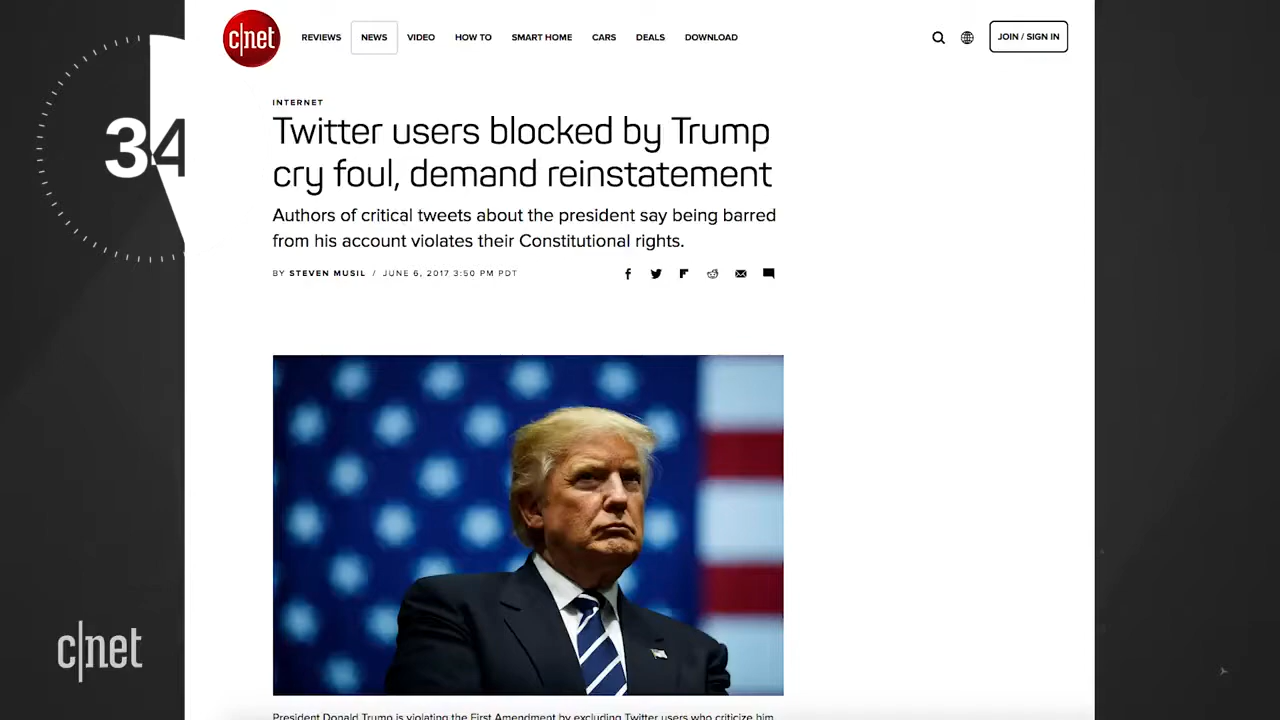 c|net
REVIEWS
NEWS
VIDEO
HOW TO
SMART HOME
CARS
DEALS
DOWNLOAD
JOIN / SIGN IN
34
INTERNET
Twitter users blocked by Trump
cry foul, demand reinstatement
Authors of critical tweets about the president say being barred
from his account violates their Constitutional rights.
BY STEVEN MUSIL / JUNE 6, 2017 3:50 PM PDT
c|net
President Donald Trump is violating the First Amendment by excluding Twitter users who criticize him